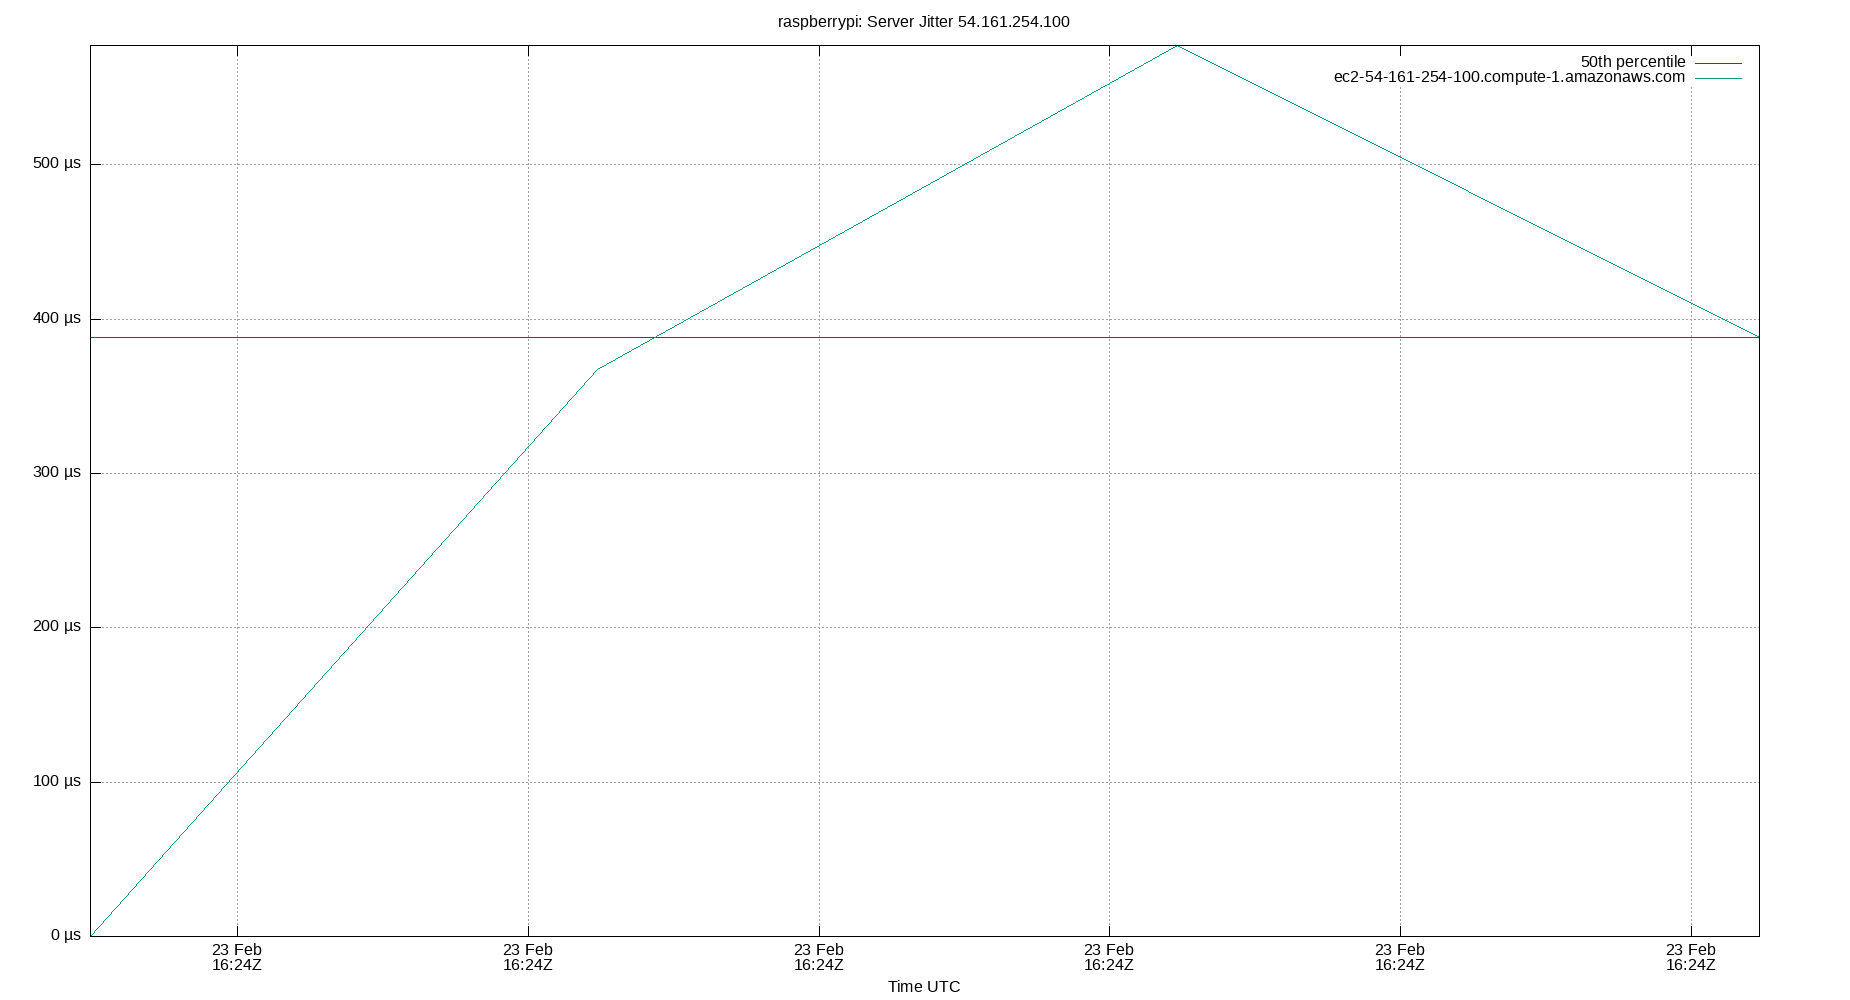 raspberrypi: Server Jitter 54.161.254.100
50th percentile
ec2-54-161-254-100.compute-1.amazonaws.com
500 µs
400 µs
300 µs
200 µs
100 µs
0 µs
23 Feb 23 Feb 23 Feb 23 Feb 23 Feb 23 Feb
16:24Z 16:24Z 16:24Z 16:24Z 16:24Z 16:24Z
Time UTC